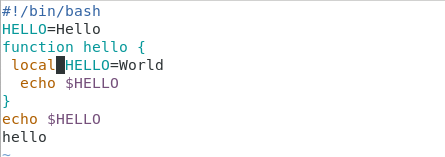 #!/bin/bash
HELLO=Hello
function hello {
 local HELLO=World
  echo $HELLO
}
echo $HELLO
hello
~